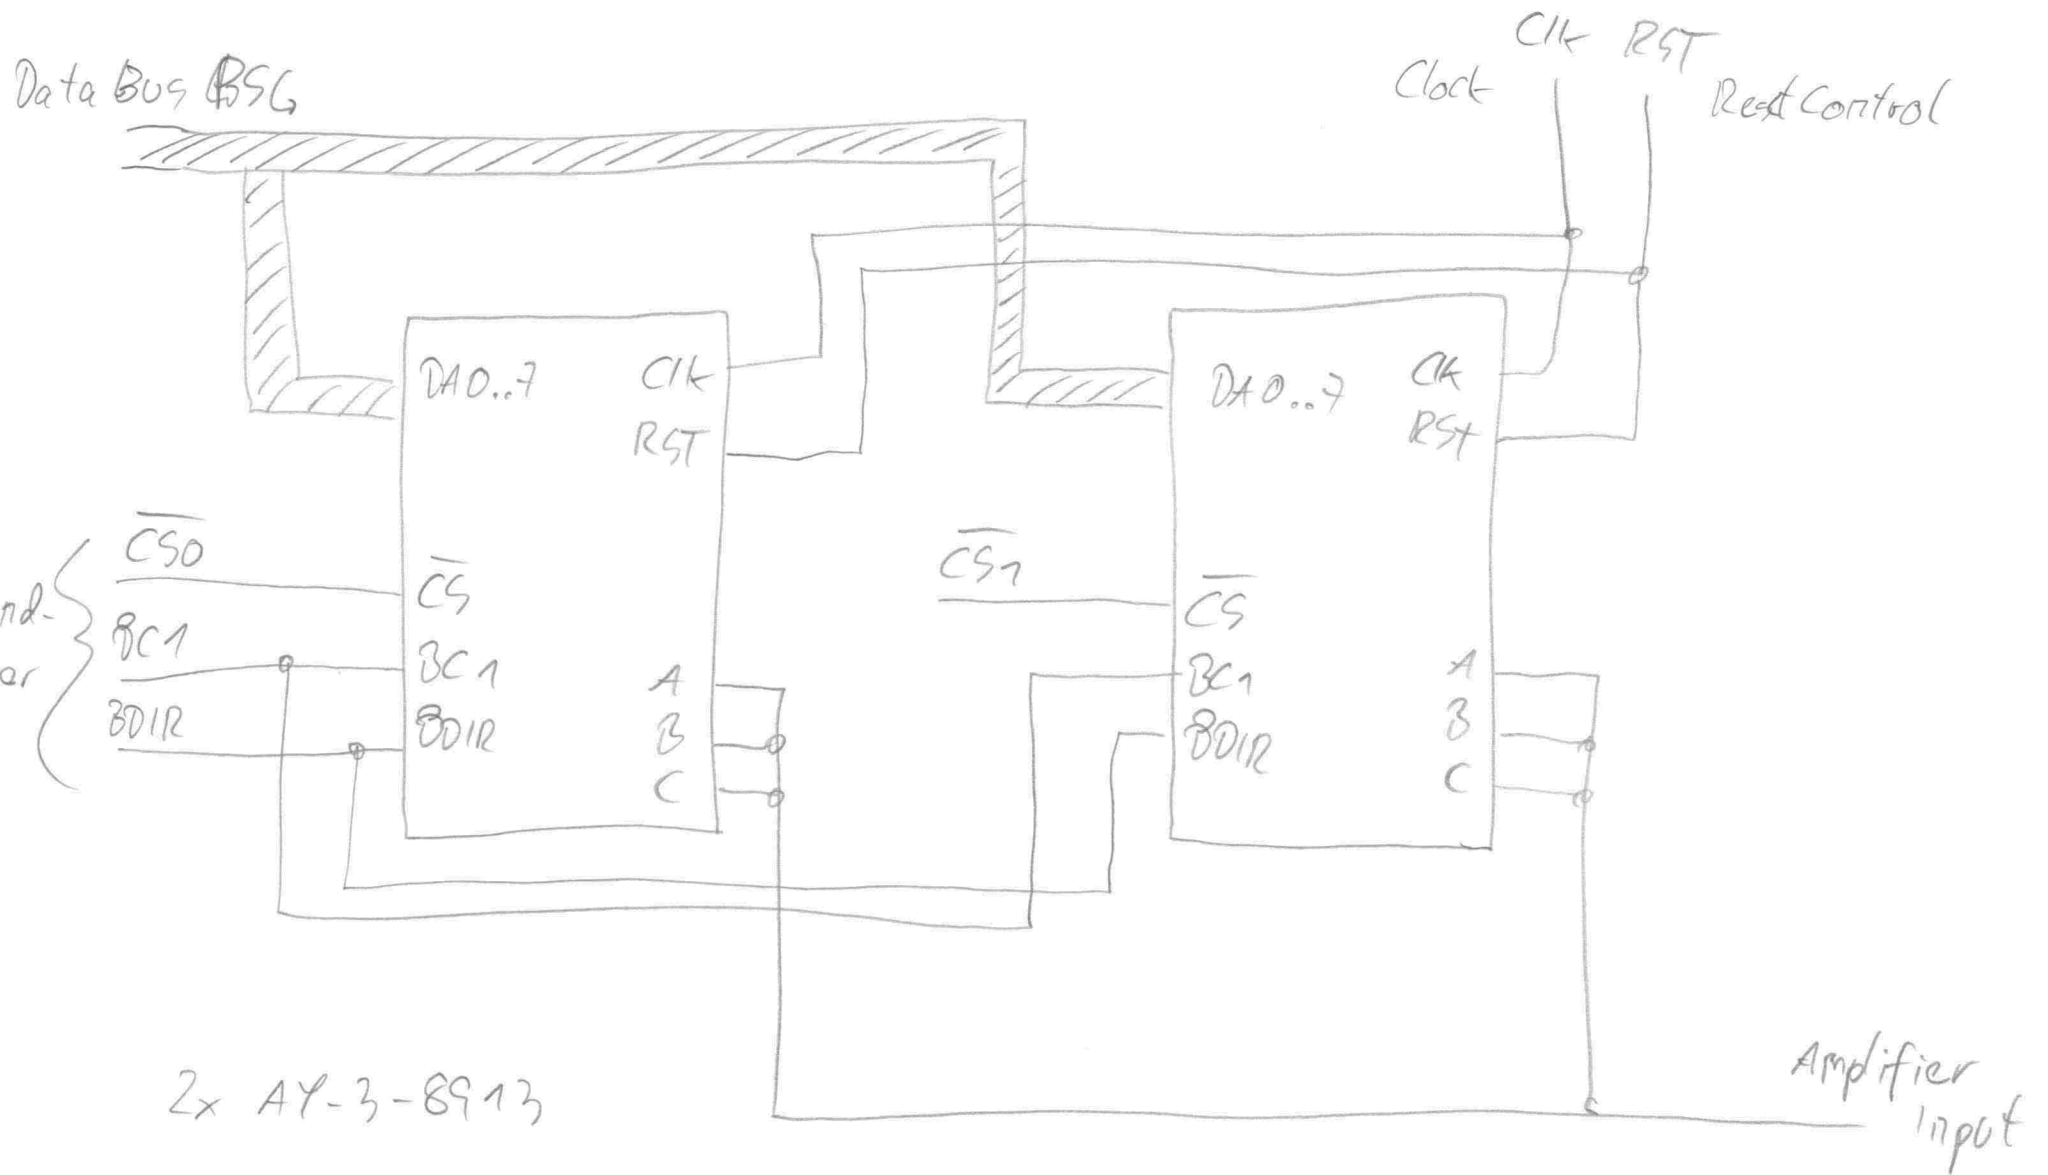 Clk RST
Clock Reset Control
Data Bus BSG
DA0..7 Clk
RST
CS
BC1
BDIR
A
B
C
DA0..7 Clk
RST
CS
BC1
BDIR
A
B
C
CS0
BC1
BDIR
CS1
2x AY-3-8913
Amplifier
Input